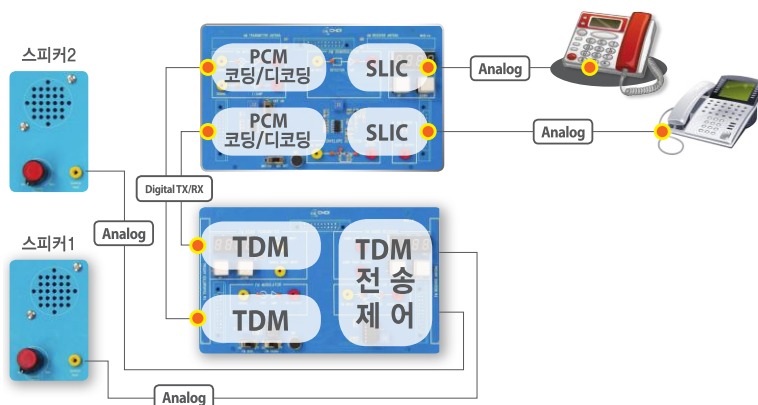 스피커2
PCM
코딩/디코딩
SLIC
Analog
PCM
코딩/디코딩
SLIC
Analog
Digital TX/RX
Analog
스피커1
TDM
TDM
TDM
전송
제어
Analog